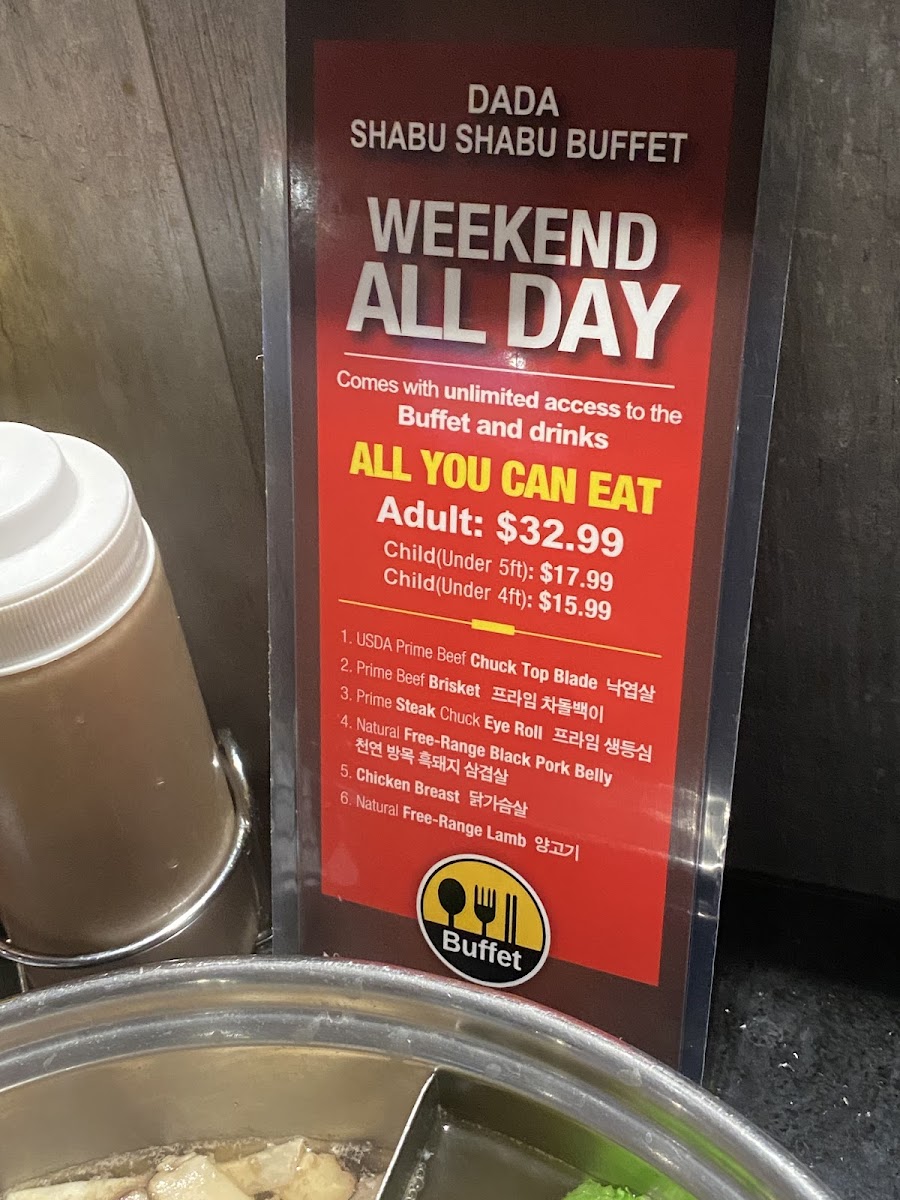 DADA
SHABU SHABU BUFFET
WEEKEND
ALL DAY
Comes with unlimited access to the
Buffet and drinks
ALL YOU CAN EAT
Adult: $32.99
Child(Under 5ft): $17.99
Child(Under 4ft): $15.99
1. USDA Prime Beef Chuck Top Blade 낙엽살
2. Prime Beef Brisket 프라임 차돌백이
3. Prime Steak Chuck Eye Roll 프라임 생등심
4. Natural Free-Range Black Pork Belly
천연 방목 흑돼지 삼겹살
5. Chicken Breast 닭가슴살
6. Natural Free-Range Lamb 양고기
Buffet